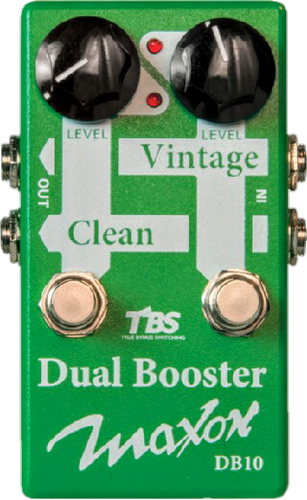 LEVEL LEVEL
Vintage
OUT
IN
Clean
TBS
TRUE BYPASS SWITCHING
Dual Booster
maxon
DB10